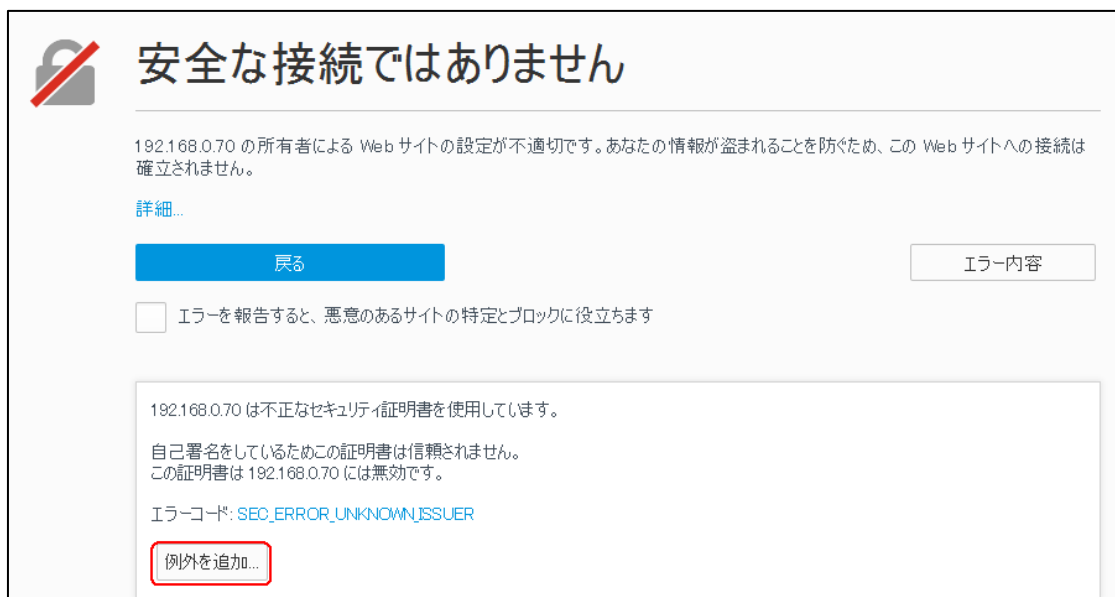 安全な接続ではありません
192.168.0.70 の所有者による Web サイトの設定が不適切です。あなたの情報が盗まれることを防ぐため、この Web サイトへの接続は
確立されません。
詳細...
戻る
エラー内容
エラーを報告すると、悪意のあるサイトの特定とブロックに役立ちます
192.168.0.70 は不正なセキュリティ証明書を使用しています。
自己署名をしているためこの証明書は信頼されません。
この証明書は 192.168.0.70 には無効です。
エラーコード: SEC_ERROR_UNKNOWN_ISSUER
例外を追加...